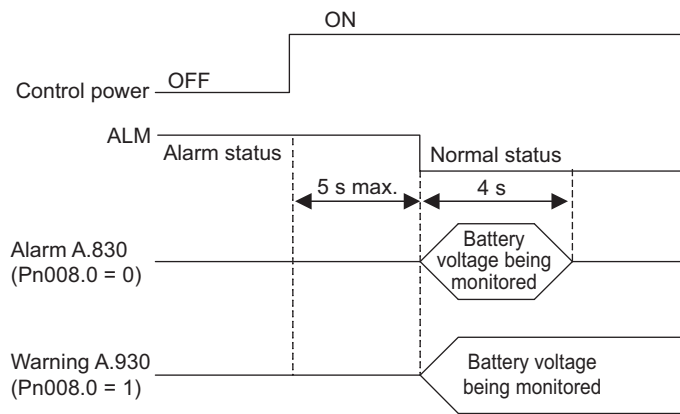 ON
OFF
Control power
ALM
Alarm status
Normal status
5 s max.
4 s
Alarm A.830
(Pn008.0 = 0)
Battery
voltage being
monitored
Warning A.930
(Pn008.0 = 1)
Battery voltage
being monitored